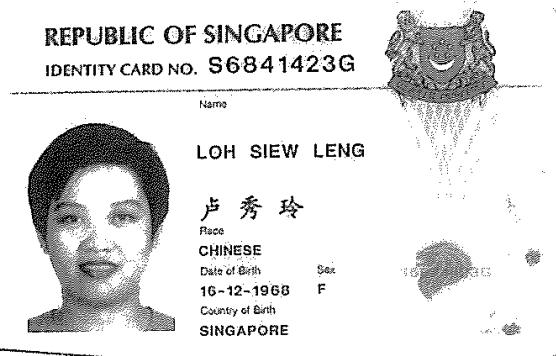 REPUBLIC OF SINGAPORE
IDENTITY CARD NO. S6841423G
Name
LOH SIEW LENG
卢秀玲
Race
CHINESE
Date of Birth Sex
16-12-1968 F
Country of Birth
SINGAPORE